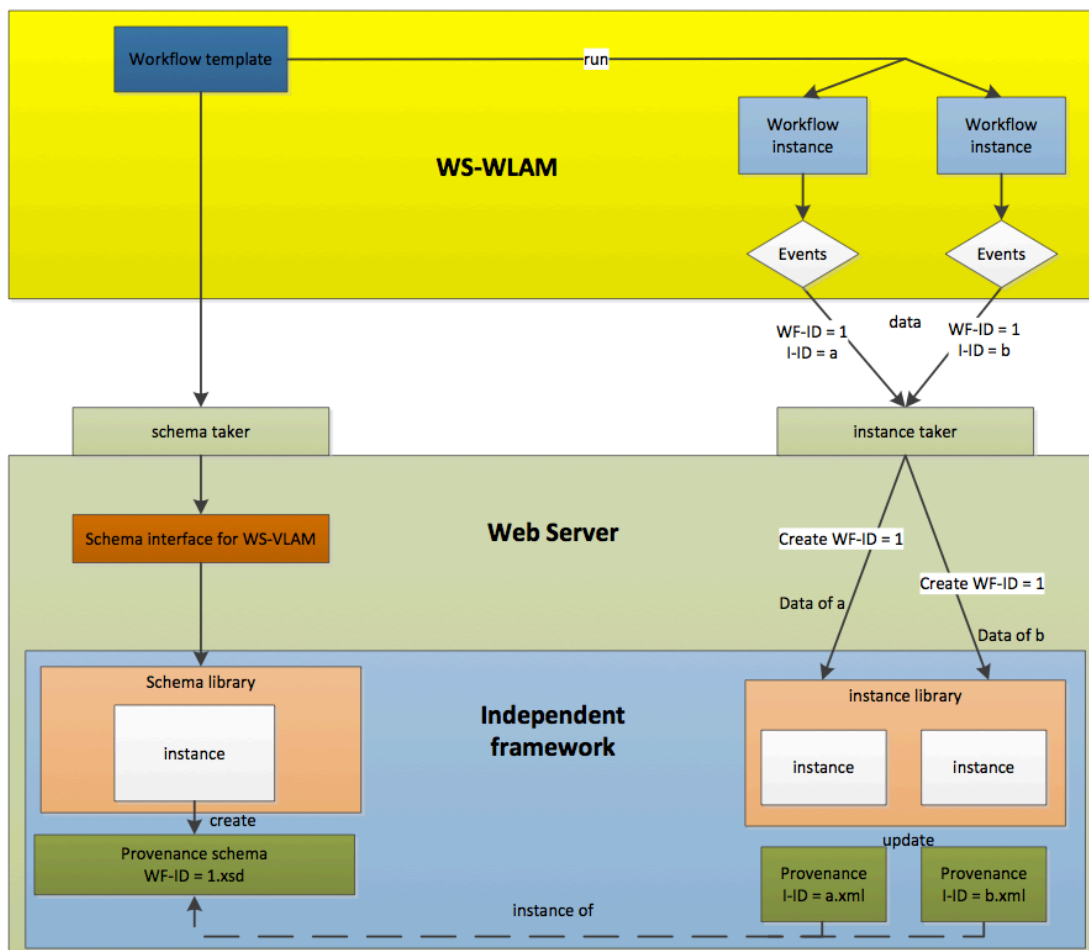 Workflow template
run
Workflow
instance
Workflow
instance
WS-WLAM
Events
Events
WF-ID = 1
I-ID = a
data
WF-ID = 1
I-ID = b
schema taker
instance taker
Web Server
Schema interface for WS-VLAM
Create WF-ID = 1
Create WF-ID = 1
Data of a
Data of b
Schema library
instance
Independent
framework
instance library
instance
instance
create
update
Provenance schema
WF-ID = 1.xsd
Provenance
I-ID = a.xml
Provenance
I-ID = b.xml
instance of